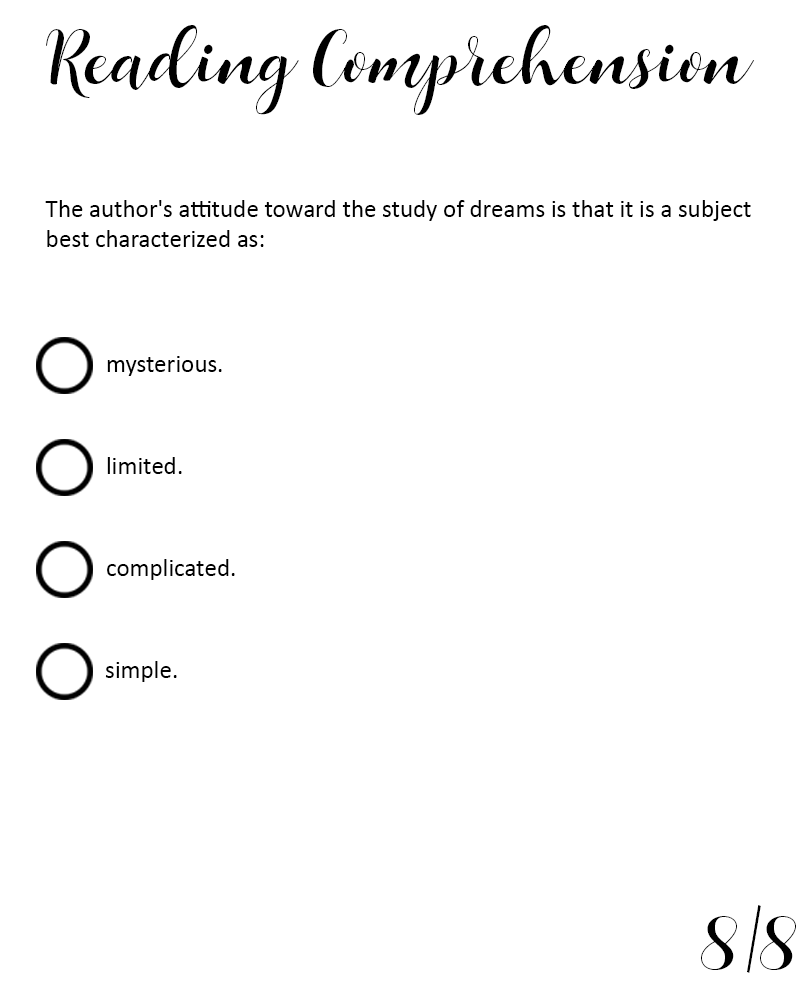 Reading Comprehension
The author's attitude toward the study of dreams is that it is a subject
best characterized as:
mysterious.
limited.
complicated.
simple.
8/8